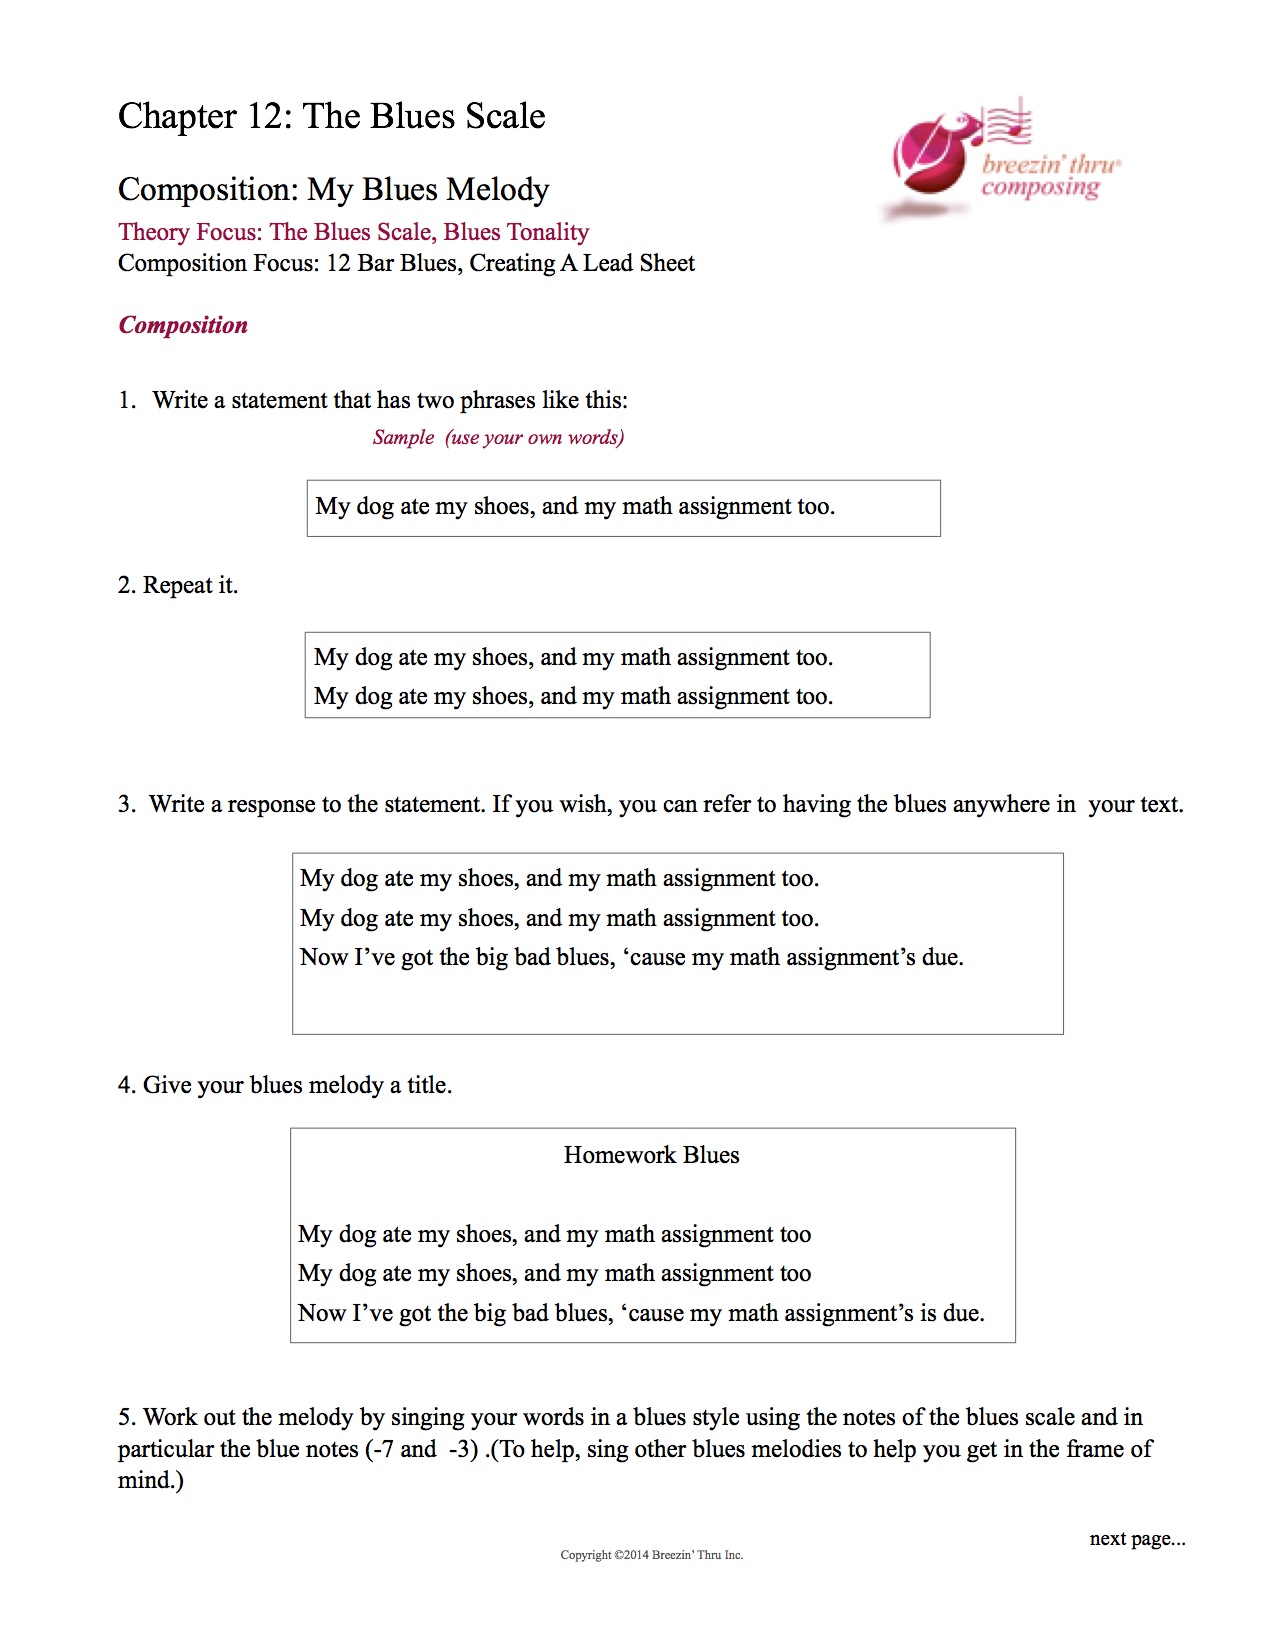 Chapter 12: The Blues Scale
breezin' thru®
composing
Composition: My Blues Melody
Theory Focus: The Blues Scale, Blues Tonality
Composition Focus: 12 Bar Blues, Creating A Lead Sheet
Composition
1. Write a statement that has two phrases like this:
Sample (use your own words)
My dog ate my shoes, and my math assignment too.
2. Repeat it.
My dog ate my shoes, and my math assignment too.
My dog ate my shoes, and my math assignment too.
3. Write a response to the statement. If you wish, you can refer to having the blues anywhere in your text.
My dog ate my shoes, and my math assignment too.
My dog ate my shoes, and my math assignment too.
Now I’ve got the big bad blues, ‘cause my math assignment’s due.
4. Give your blues melody a title.
Homework Blues
My dog ate my shoes, and my math assignment too
My dog ate my shoes, and my math assignment too
Now I’ve got the big bad blues, ‘cause my math assignment’s is due.
5. Work out the melody by singing your words in a blues style using the notes of the blues scale and in
particular the blue notes (-7 and -3) .(To help, sing other blues melodies to help you get in the frame of
mind.)
next page...
Copyright ©2014 Breezin’ Thru Inc.